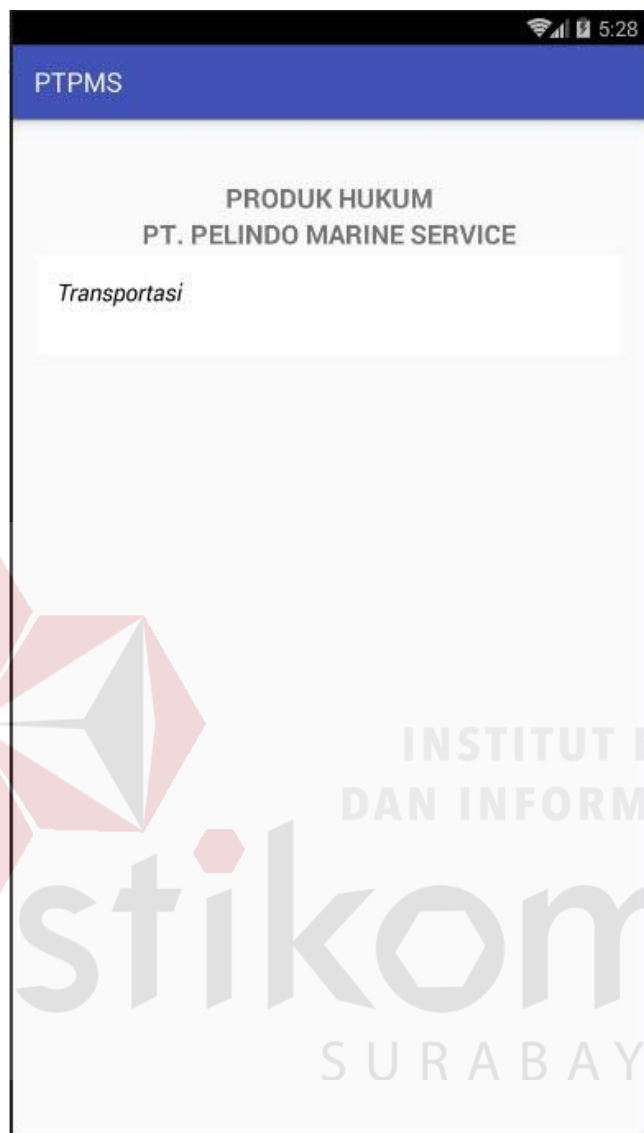 5:28
PTPMS
PRODUK HUKUM
PT. PELINDO MARINE SERVICE
Transportasi
INSTITUT
DAN INFORM
stikom
SURABAY